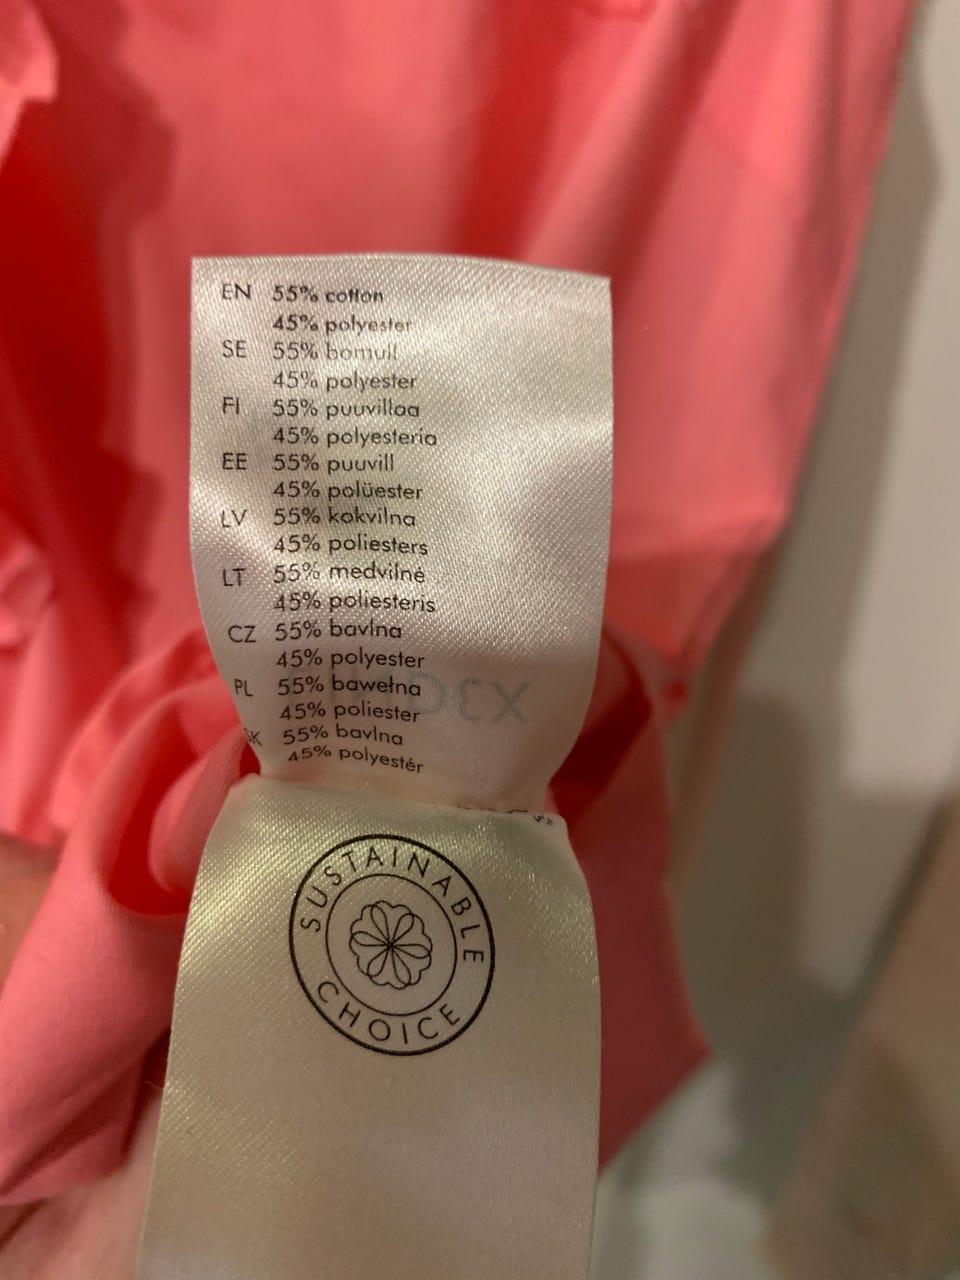 EN 55% cotton
45% polyester
SE 55% bomull
45% polyester
FI 55% puuvillaa
45% polyesteria
EE 55% puuvill
45% polüester
LV 55% kokvilna
45% poliesters
LT 55% medvilnė
45% poliesteris
CZ 55% bavlna
45% polyester
PL 55% bawełna
45% poliester
SK 55% bavlna
45% polyestér
SUSTAINABLE
CHOICE